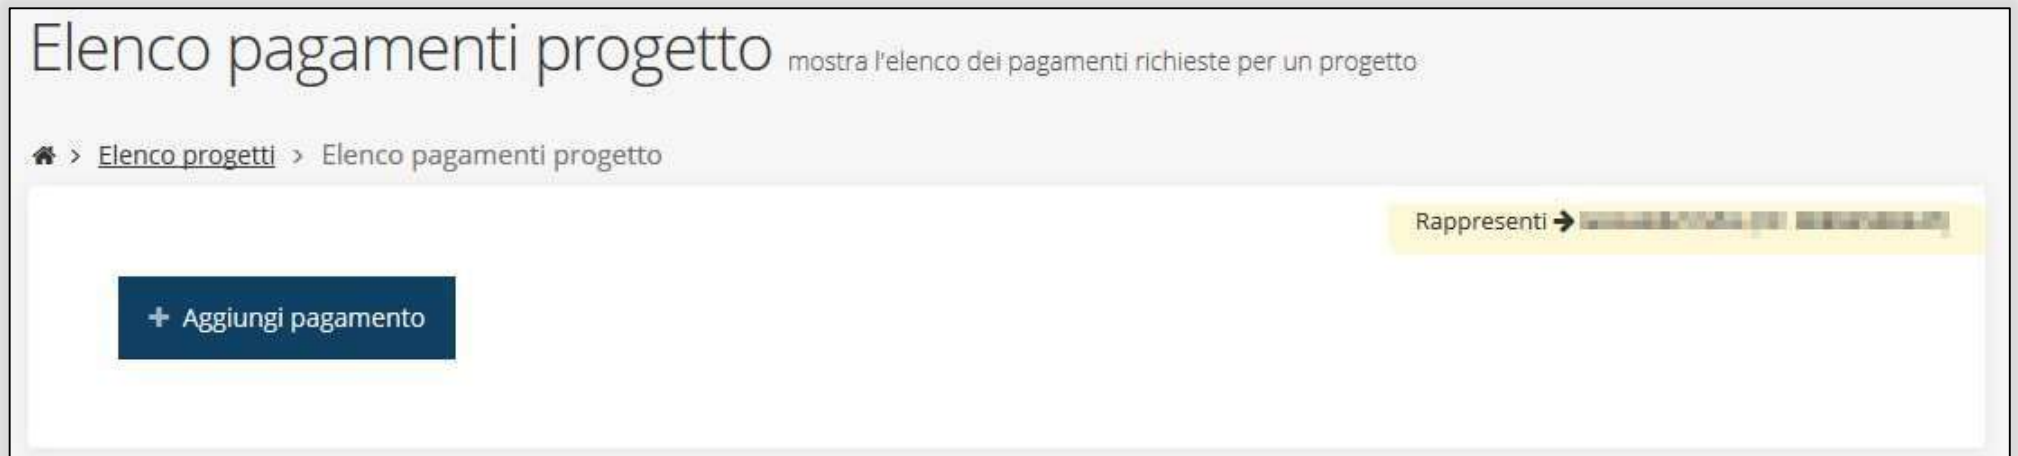 Elenco pagamenti progetto mostra l'elenco dei pagamenti richieste per un progetto
> Elenco progetti > Elenco pagamenti progetto
Rappresenti →
+ Aggiungi pagamento